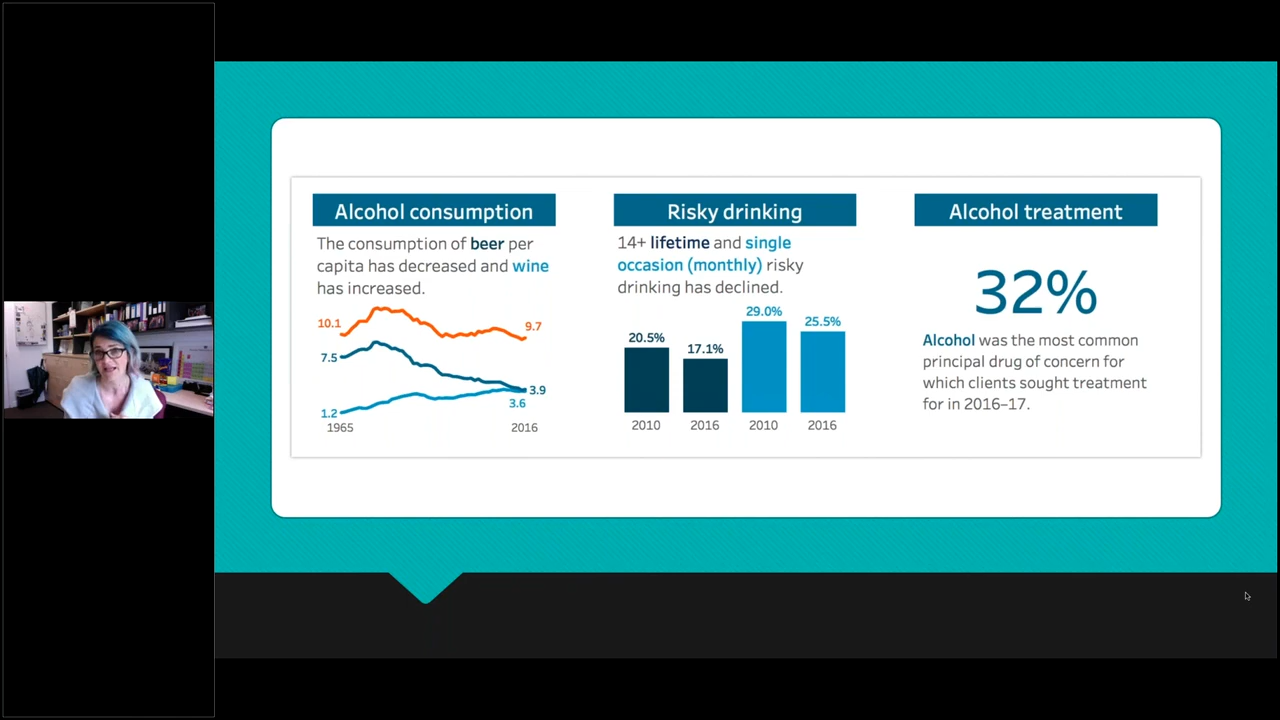 Alcohol consumption
The consumption of beer per
capita has decreased and wine
has increased.
10.1
9.7
7.5
3.9
3.6
1.2
1965
2016
Risky drinking
14+ lifetime and single
occasion (monthly) risky
drinking has declined.
20.5%
17.1%
29.0%
25.5%
2010
2016
2010
2016
Alcohol treatment
32%
Alcohol was the most common
principal drug of concern for
which clients sought treatment
for in 2016–17.